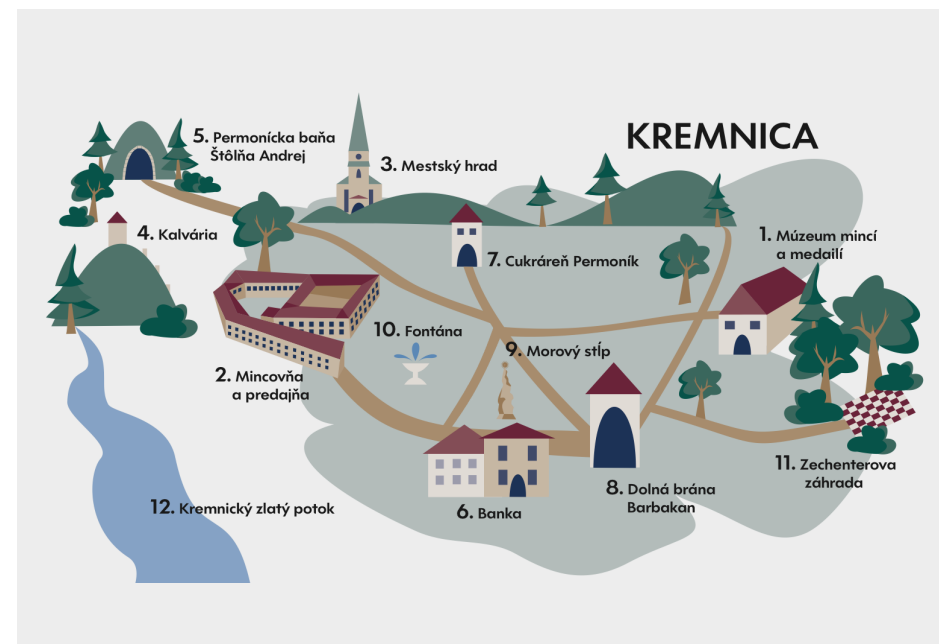 KREMNICA
5. Permonícka baňa
Štôlňa Andrej
3. Mestský hrad
4. Kalvária
1. Múzeum mincí
a medailí
7. Cukráreň Permoník
10. Fontána
9. Morový stĺp
2. Mincovňa
a predajňa
11. Zechenterova
záhrada
8. Dolná brána
Barbakan
12. Kremnický zlatý potok
6. Banka